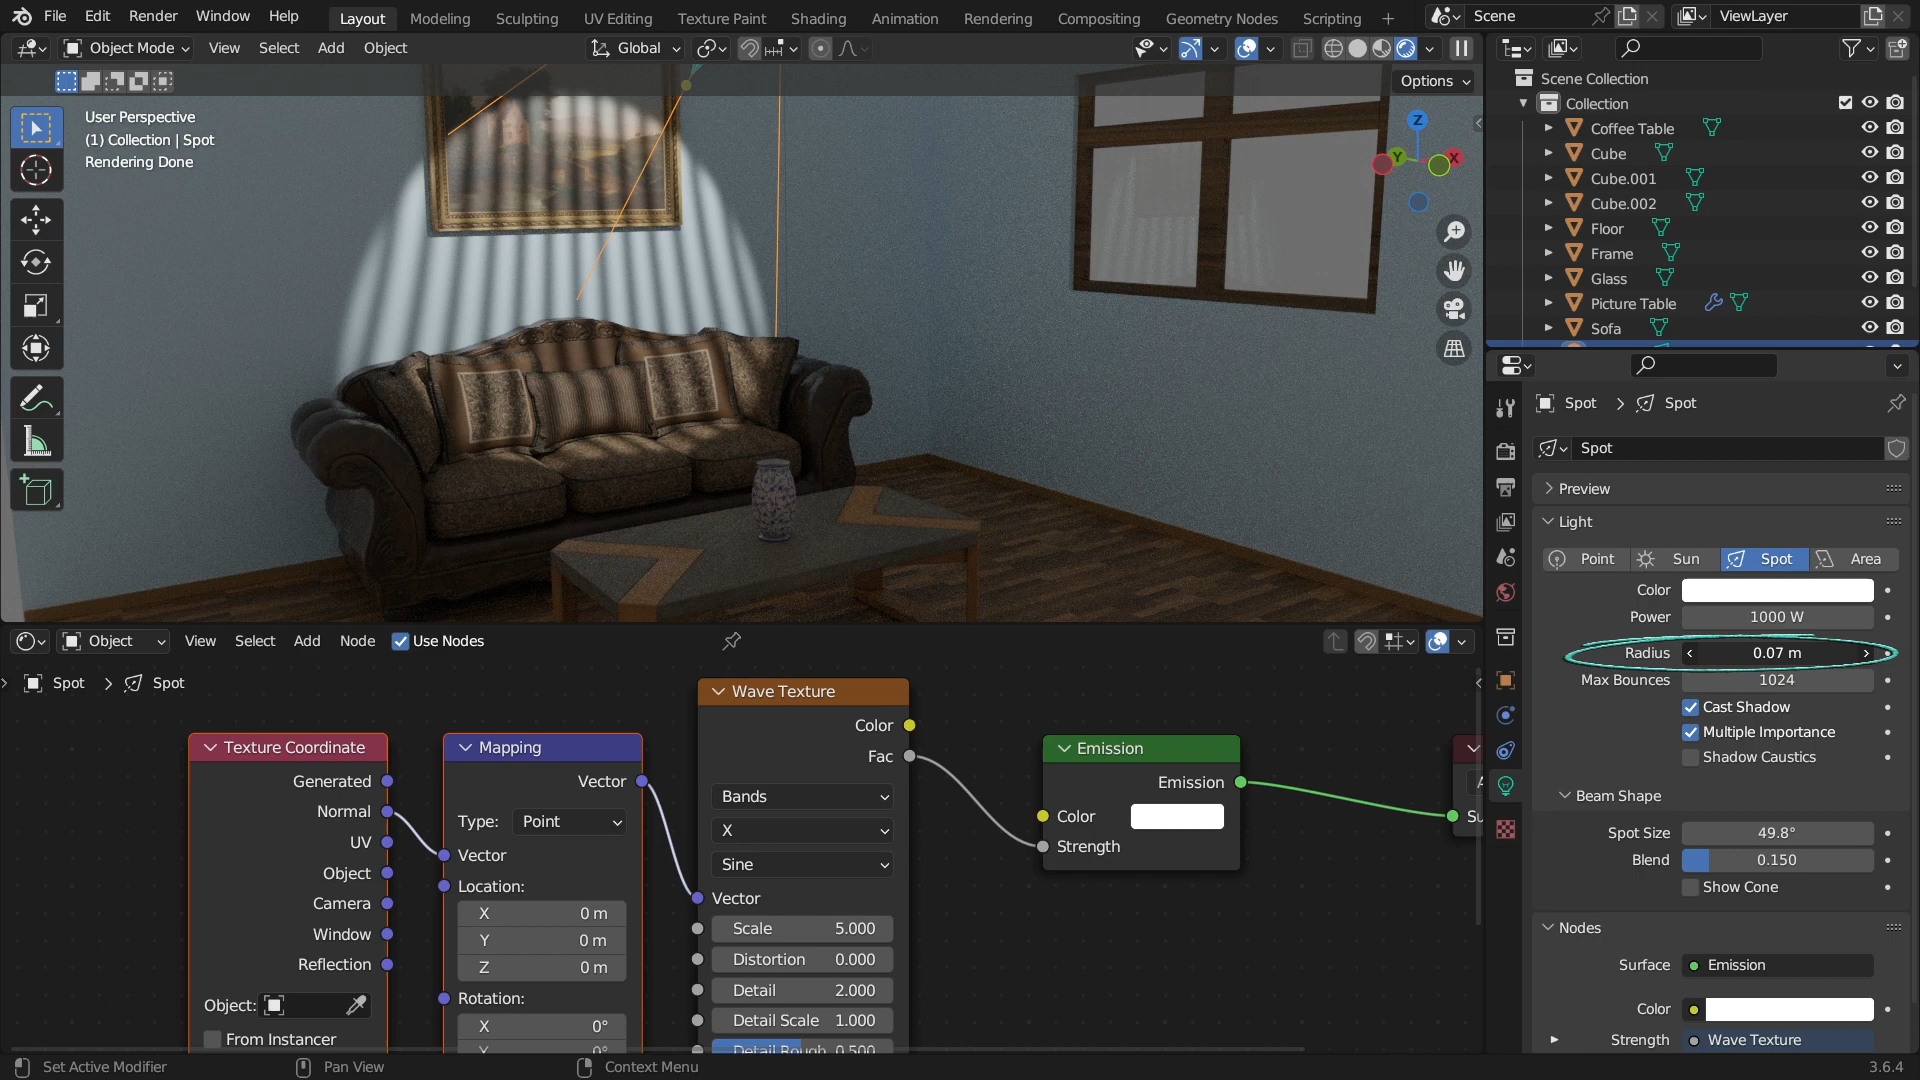 File Edit Render Window Help Layout Modeling Sculpting UV Editing Texture Paint Shading Animation Rendering Compositing Geometry Nodes Scripting + Scene ViewLayer
Object Mode View Select Add Object Global
Options
User Perspective
(1) Collection | Spot
Rendering Done
Z
Y
X
Scene Collection
Collection
Coffee Table
Cube
Cube.001
Cube.002
Floor
Frame
Glass
Picture Table
Sofa
Spot > Spot
Spot
Preview
Light
Point Sun Spot Area
Color
Power 1000 W
Radius 0.07 m
Max Bounces 1024
Cast Shadow
Multiple Importance
Shadow Caustics
Beam Shape
Spot Size 49.8°
Blend 0.150
Show Cone
Nodes
Surface Emission
Color
Strength Wave Texture
Object View Select Add Node Use Nodes
Spot > Spot
Texture Coordinate
Generated
Normal
UV
Object
Camera
Window
Reflection
Object:
From Instancer
Mapping
Vector
Type: Point
Vector
Location:
X 0 m
Y 0 m
Z 0 m
Rotation:
X 0°
Y 0°
Wave Texture
Color
Fac
Bands
X
Sine
Vector
Scale 5.000
Distortion 0.000
Detail 2.000
Detail Scale 1.000
Detail Rough 0.500
Emission
Emission
Color
Strength
Su
Set Active Modifier Pan View Context Menu 3.6.4